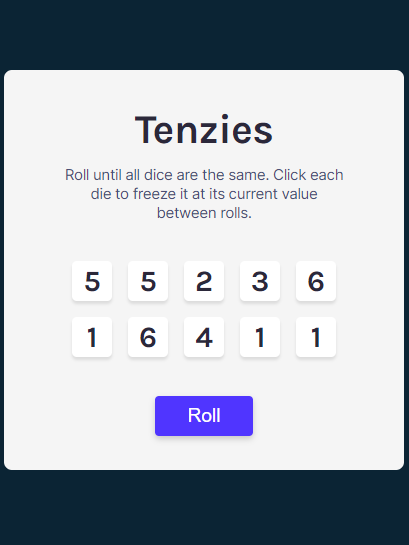 Tenzies
Roll until all dice are the same. Click each
die to freeze it at its current value
between rolls.
5 5 2 3 6
1 6 4 1 1
Roll